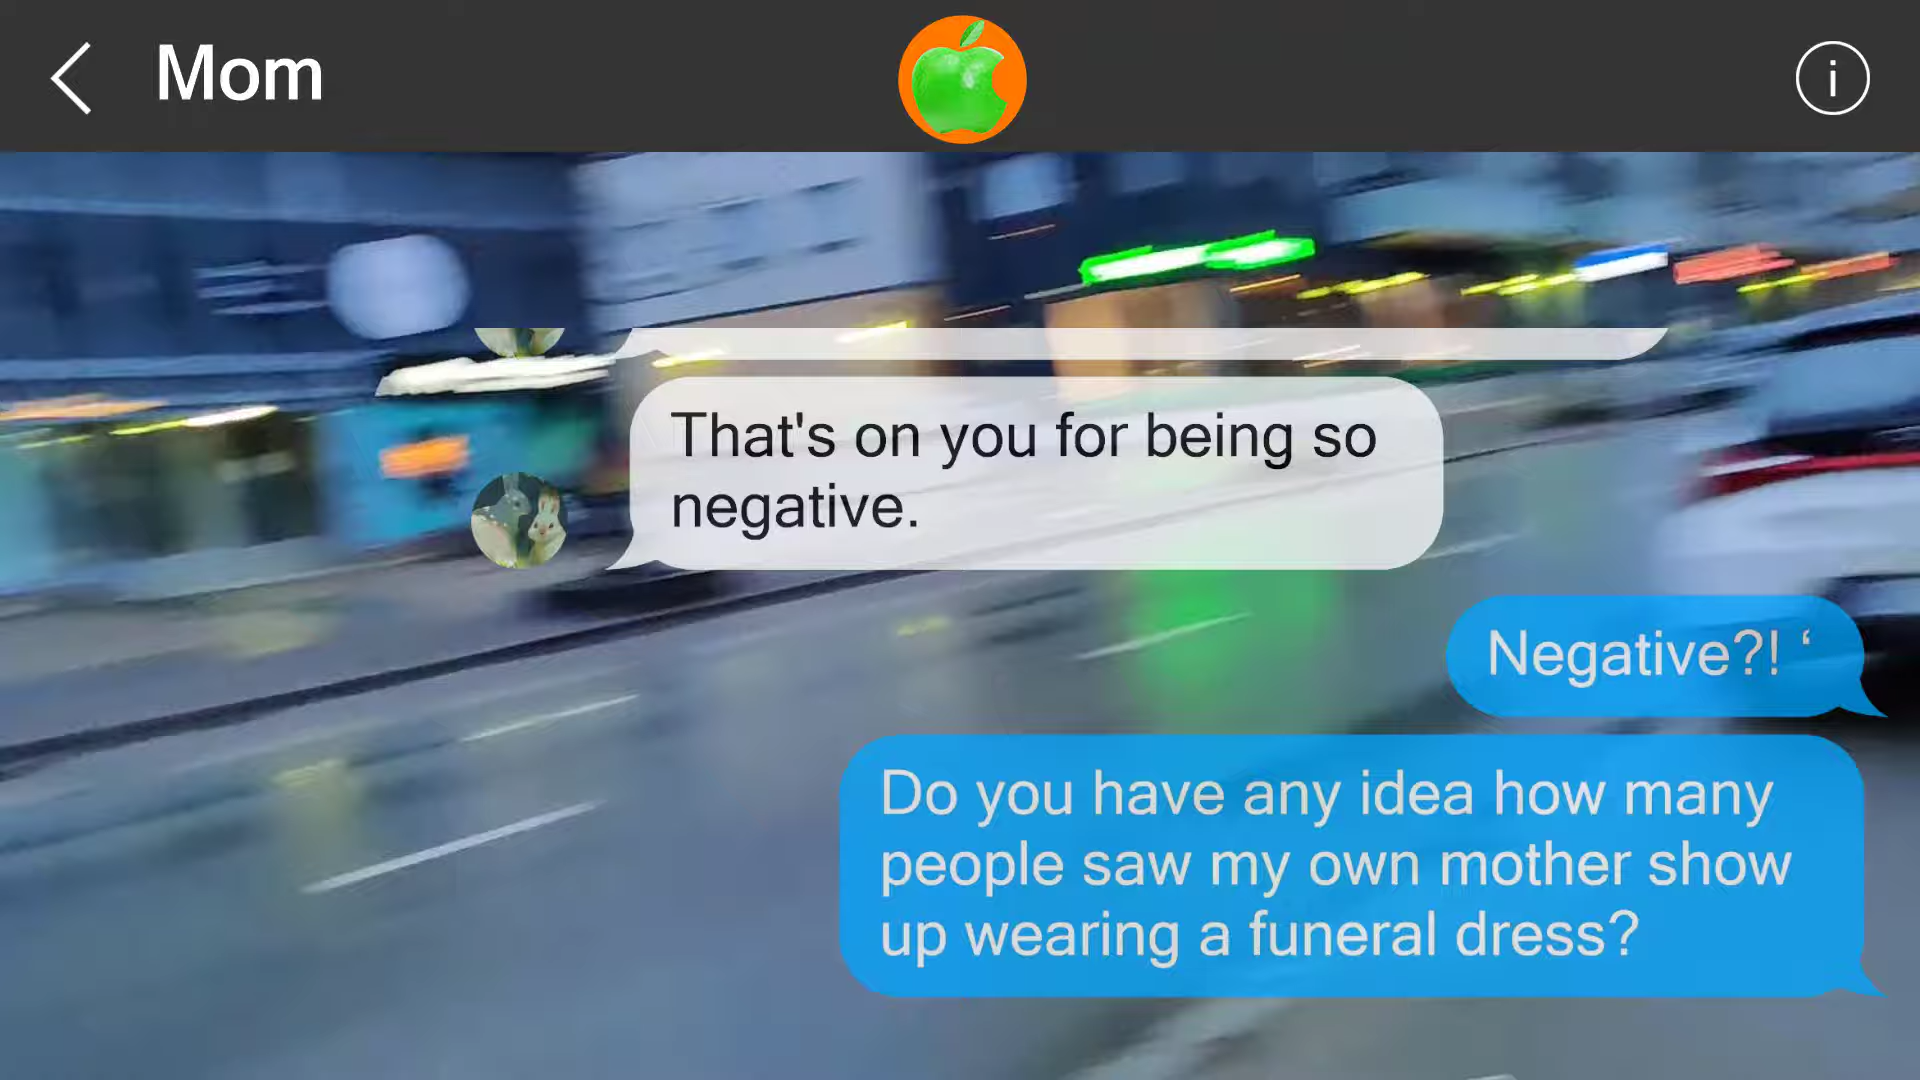 Mom
That's on you for being so
negative.
Negative?! ‘
Do you have any idea how many
people saw my own mother show
up wearing a funeral dress?